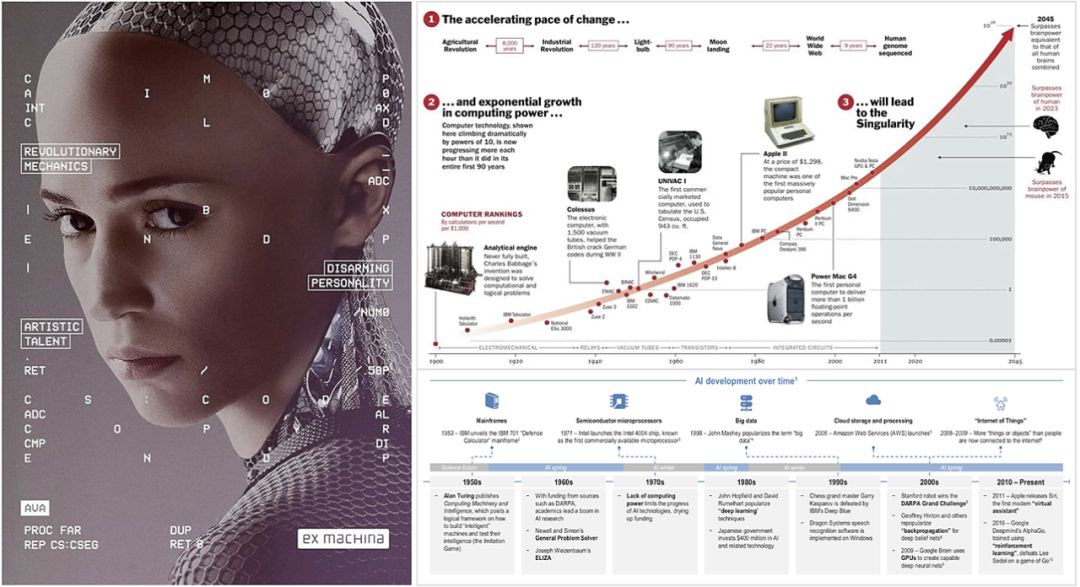 C M P
A I 0 0
INT AX
C L D
REVOLUTIONARY
MECHANICS
ADC
I B X
E N D P
I I
DISARMING
PERSONALITY
/NUM0
ARTISTIC
TALENT
.
RET / .58P
C S : C O D E
ADC AL
C O P R
CMP DI
E N D P
AVA
PROC FAR DUP
REP CS:CSEG RET 8
ex machina
1 The accelerating pace of change ...
Agricultural
Revolution
8,000
years
Industrial
Revolution
120 years
Light-
bulb
90 years
Moon
landing
22 years
World
Wide
Web
9 years
Human
genome
sequenced
2045
Surpasses
brainpower
equivalent
to that of
all human
brains
combined
2 ... and exponential growth
in computing power ...
Computer technology, shown
here climbing dramatically
by powers of 10, is now
progressing more each
hour than it did in its
entire first 90 years
3 ... will lead
to the
Singularity
Surpasses
brainpower
of human
in 2023
Surpasses
brainpower of
mouse in 2015
COMPUTER RANKINGS
By calculations per second
per $1,000
Analytical engine
Never fully built,
Charles Babbage's
invention was
designed to solve
computational and
logical problems
Colossus
The electronic
computer, with
1,500 vacuum
tubes, helped the
British crack German
codes during WW II
UNIVAC I
The first commer-
cially marketed
computer, used to
tabulate the U.S.
Census, occupied
943 cu. ft.
Apple II
At a price of $1,298,
the compact
machine was one of
the first massively
popular personal
computers
Power Mac G4
The first personal
computer to deliver
more than 1 billion
floating-point
operations per
second
Hollerith
Tabulator
IBM Tabulator
National
Ellis 3000
Zuse 2
Zuse 3
ENIAC
BINAC
IBM
SSEC
Whirlwind
EDVAC
Datamatic
1000
IBM 1620
DEC
PDP-4
IBM
1130
DEC
PDP-10
Data
General
Nova
Intellec-8
IBM PC
Compaq
Deskpro 386
Pentium
PC
Pentium
II PC
Dell
Dimension
8400
Mac Pro
Nvidia Tesla
GPU & PC
10,000,000,000
100,000
1
0.00001
ELECTROMECHANICAL
RELAYS
VACUUM TUBES
TRANSISTORS
INTEGRATED CIRCUITS
1900 1920 1940 1960 1980 2000 2011 2020 2045
AI development over time
Mainframes
1953 – IBM unveils the IBM 701 "Defense
Calculator" mainframe
Semiconductor microprocessors
1971 – Intel launches the Intel 4004 chip, known
as the first commercially available microprocessor
Big data
1998 – John Mashey popularizes the term "big
data"
Cloud storage and processing
2006 – Amazon Web Services (AWS) launches
"Internet of Things"
2008-2009 – More "things or objects" than people
are now connected to the internet
Science fiction AI spring AI winter AI spring AI winter AI spring
1950s
– Alan Turing publishes
Computing Machinery and
Intelligence, which posits a
logical framework on how
to build "intelligent"
machines and test their
intelligence (the Imitation
Game)
1960s
– With funding from sources
such as DARPA,
academics lead a boom in
AI research
– Newell and Simon's
General Problem Solver
– Joseph Weizenbaum's
ELIZA
1970s
– Lack of computing
power limits the progress
of AI technologies, drying
up funding
1980s
– John Hopfield and David
Rumelhart popularize
"deep learning"
techniques
– Japanese government
invests $400 million in AI
and related technology
1990s
– Chess grand master Garry
Kasparov is defeated by
IBM's Deep Blue
– Dragon Systems speech
recognition software is
implemented on Windows
2000s
– Stanford robot wins the
DARPA Grand Challenge
– Geoffrey Hinton and others
repopularize
"backpropagation" for
deep belief nets
– 2009 – Google Brain uses
GPUs to create capable
deep neural nets
2010 – Present
– 2011 – Apple releases Siri,
the first modern "virtual
assistant"
– 2016 – Google
Deepmind's AlphaGo,
trained using
"reinforcement
learning", defeats Lee
Sedol on a game of Go